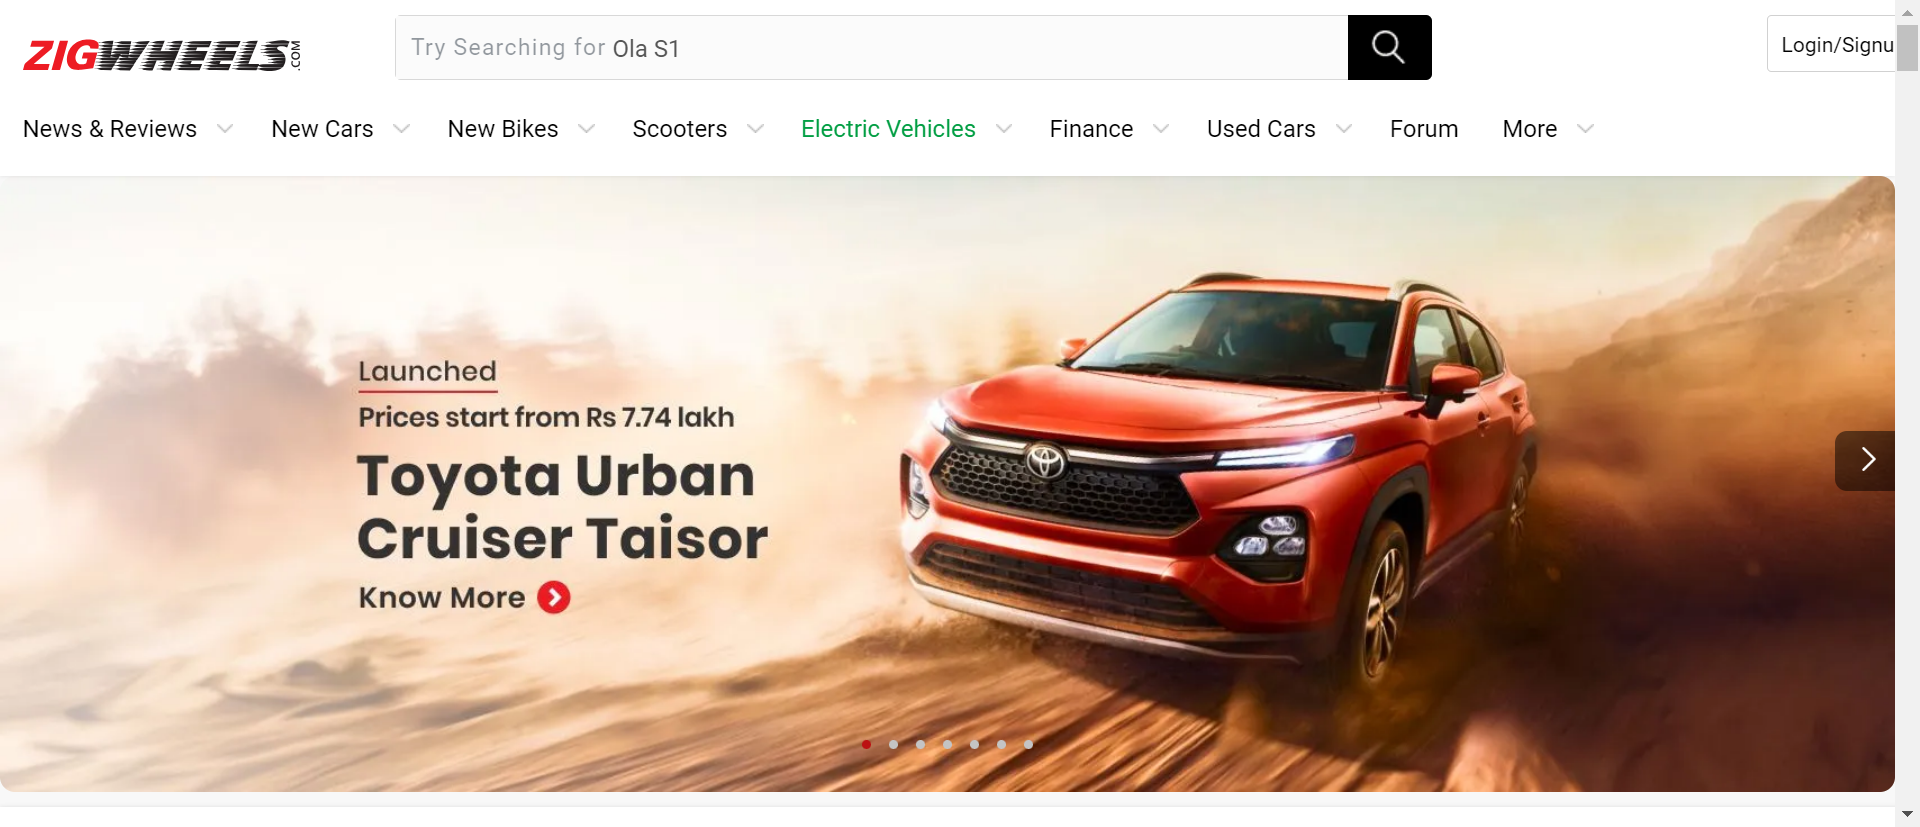 ZIGWHEELS.COM
Try Searching for Ola S1
Login/Signu
News & Reviews New Cars New Bikes Scooters Electric Vehicles Finance Used Cars Forum More
Launched
Prices start from Rs 7.74 lakh
Toyota Urban
Cruiser Taisor
Know More